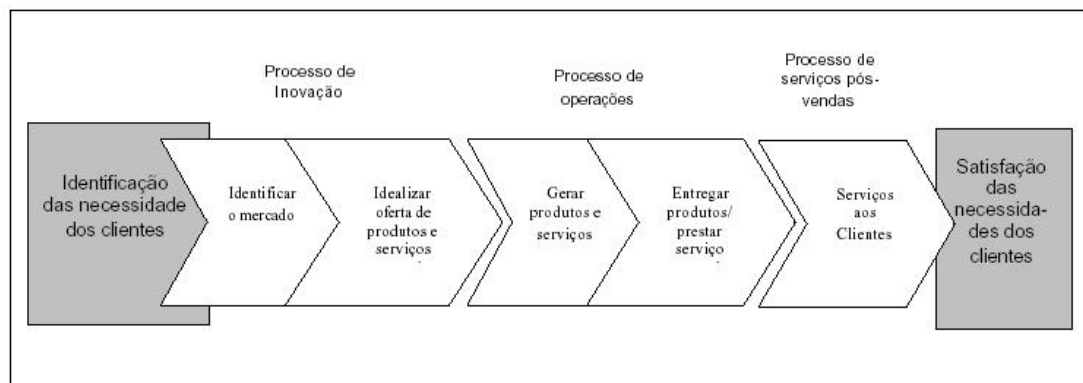 Processo de
Inovação
Processo de
operações
Processo de
serviços pós-
vendas
Identificação
das necessidade
dos clientes
Identificar
o mercado
Idealizar
oferta de
produtos e
serviços
Gerar
produtos e
serviços
Entregar
produtos/
prestar serviço
Serviços
aos
Clientes
Satisfação
das
necessida-
des dos
clientes